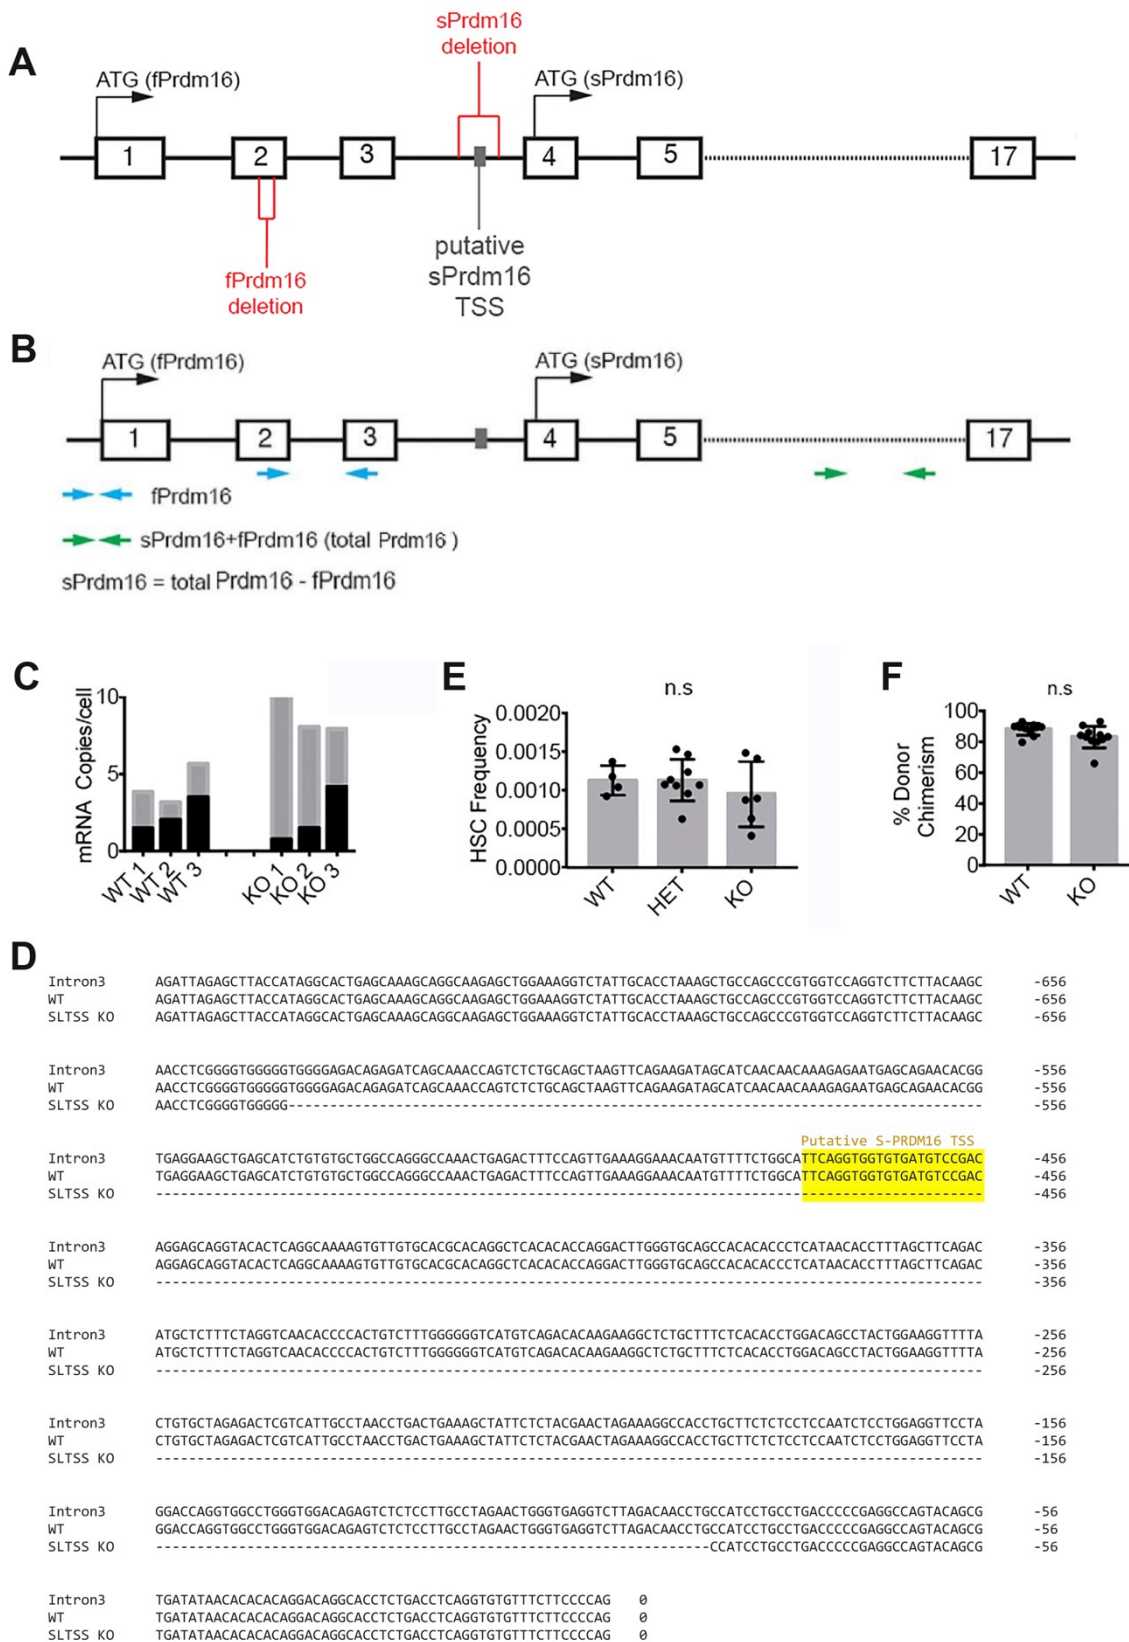 A
sPrdm16
deletion
ATG (fPrdm16)
ATG (sPrdm16)
1
2
3
4
5
17
fPrdm16
deletion
putative
sPrdm16
TSS
B
ATG (fPrdm16)
ATG (sPrdm16)
1
2
3
4
5
17
fPrdm16
sPrdm16+fPrdm16 (total Prdm16 )
sPrdm16 = total Prdm16 - fPrdm16
C
mRNA Copies/cell
10
5
0
WT 1
WT 2
WT 3
KO 1
KO 2
KO 3
E
n.s
HSC Frequency
0.0020
0.0015
0.0010
0.0005
0.0000
WT
HET
KO
F
n.s
% Donor
Chimerism
100
80
60
40
20
0
WT
KO
D
Intron3 AGATTAGAGCTTACCATAGGCACTGAGCAAAGCAGGCAAGAGCTGGAAAGGTCTATTGCACCTAAAGCTGCCAGCCCGTGGTCCAGGTCTTCTTACAAGC -656
WT AGATTAGAGCTTACCATAGGCACTGAGCAAAGCAGGCAAGAGCTGGAAAGGTCTATTGCACCTAAAGCTGCCAGCCCGTGGTCCAGGTCTTCTTACAAGC -656
SLTSS KO AGATTAGAGCTTACCATAGGCACTGAGCAAAGCAGGCAAGAGCTGGAAAGGTCTATTGCACCTAAAGCTGCCAGCCCGTGGTCCAGGTCTTCTTACAAGC -656
Intron3 AACCTCGGGGTGGGGGTGGGGAGACAGAGATCAGCAAACCAGTCTCTGCAGCTAAGTTCAGAAGATAGCATCAACAACAAAGAGAATGAGCAGAACACGG -556
WT AACCTCGGGGTGGGGGTGGGGAGACAGAGATCAGCAAACCAGTCTCTGCAGCTAAGTTCAGAAGATAGCATCAACAACAAAGAGAATGAGCAGAACACGG -556
SLTSS KO AACCTCGGGGTGGGGG------------------------------------------------------------------------------------ -556
Putative S-PRDM16 TSS
Intron3 TGAGGAAGCTGAGCATCTGTGTGCTGGCCAGGGCCAAACTGAGACTTTCCAGTTGAAAGGAAACAATGTTTTCTGGCATTCAGGTGGTGTGATGTCCGAC -456
WT TGAGGAAGCTGAGCATCTGTGTGCTGGCCAGGGCCAAACTGAGACTTTCCAGTTGAAAGGAAACAATGTTTTCTGGCATTCAGGTGGTGTGATGTCCGAC -456
SLTSS KO ---------------------------------------------------------------------------------------------------- -456
Intron3 AGGAGCAGGTACACTCAGGCAAAAGTGTTGTGCACGCACAGGCTCACACACCAGGACTTGGGTGCAGCCACACACCCTCATAACACCTTTAGCTTCAGAC -356
WT AGGAGCAGGTACACTCAGGCAAAAGTGTTGTGCACGCACAGGCTCACACACCAGGACTTGGGTGCAGCCACACACCCTCATAACACCTTTAGCTTCAGAC -356
SLTSS KO ---------------------------------------------------------------------------------------------------- -356
Intron3 ATGCTCTTTCTAGGTCAACACCCCACTGTCTTTGGGGGGTCATGTCAGACACAAGAAGGCTCTGCTTTCTCACACCTGGACAGCCTACTGGAAGGTTTTA -256
WT ATGCTCTTTCTAGGTCAACACCCCACTGTCTTTGGGGGGTCATGTCAGACACAAGAAGGCTCTGCTTTCTCACACCTGGACAGCCTACTGGAAGGTTTTA -256
SLTSS KO ---------------------------------------------------------------------------------------------------- -256
Intron3 CTGTGCTAGAGACTCGTCATTGCCTAACCTGACTGAAAGCTATTCTCTACGAACTAGAAAGGCCACCTGCTTCTCTCCTCCAATCTCCTGGAGGTTCCTA -156
WT CTGTGCTAGAGACTCGTCATTGCCTAACCTGACTGAAAGCTATTCTCTACGAACTAGAAAGGCCACCTGCTTCTCTCCTCCAATCTCCTGGAGGTTCCTA -156
SLTSS KO ---------------------------------------------------------------------------------------------------- -156
Intron3 GGACCAGGTGGCCTGGGTGGACAGAGTCTCTCCTTGCCTAGAACTGGGTGAGGTCTTAGACAACCTGCCATCCTGCCTGACCCCCGAGGCCAGTACAGCG -56
WT GGACCAGGTGGCCTGGGTGGACAGAGTCTCTCCTTGCCTAGAACTGGGTGAGGTCTTAGACAACCTGCCATCCTGCCTGACCCCCGAGGCCAGTACAGCG -56
SLTSS KO -------------------------------------------------------------------CCATCCTGCCTGACCCCCGAGGCCAGTACAGCG -56
Intron3 TGATATAACACACACAGGACAGGCACCTCTGACCTCAGGTGTGTTTCTTCCCCAG 0
WT TGATATAACACACACAGGACAGGCACCTCTGACCTCAGGTGTGTTTCTTCCCCAG 0
SLTSS KO TGATATAACACACACAGGACAGGCACCTCTGACCTCAGGTGTGTTTCTTCCCCAG 0